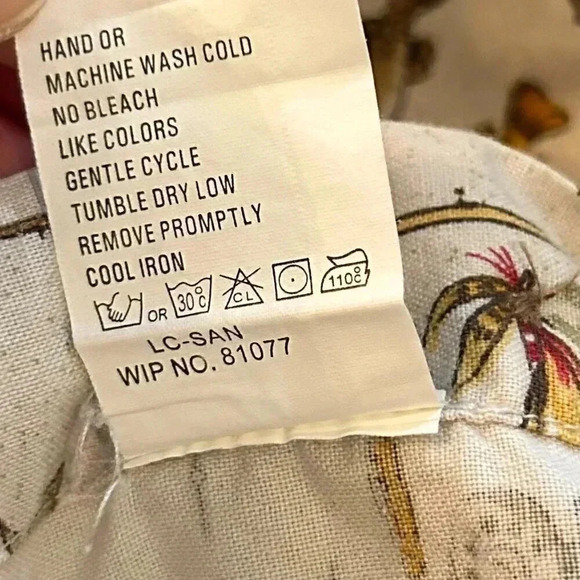 HAND OR
MACHINE WASH COLD
NO BLEACH
LIKE COLORS
GENTLE CYCLE
TUMBLE DRY LOW
REMOVE PROMPTLY
COOL IRON
OR 30°C CL 110°C
LC-SAN
WIP NO. 81077